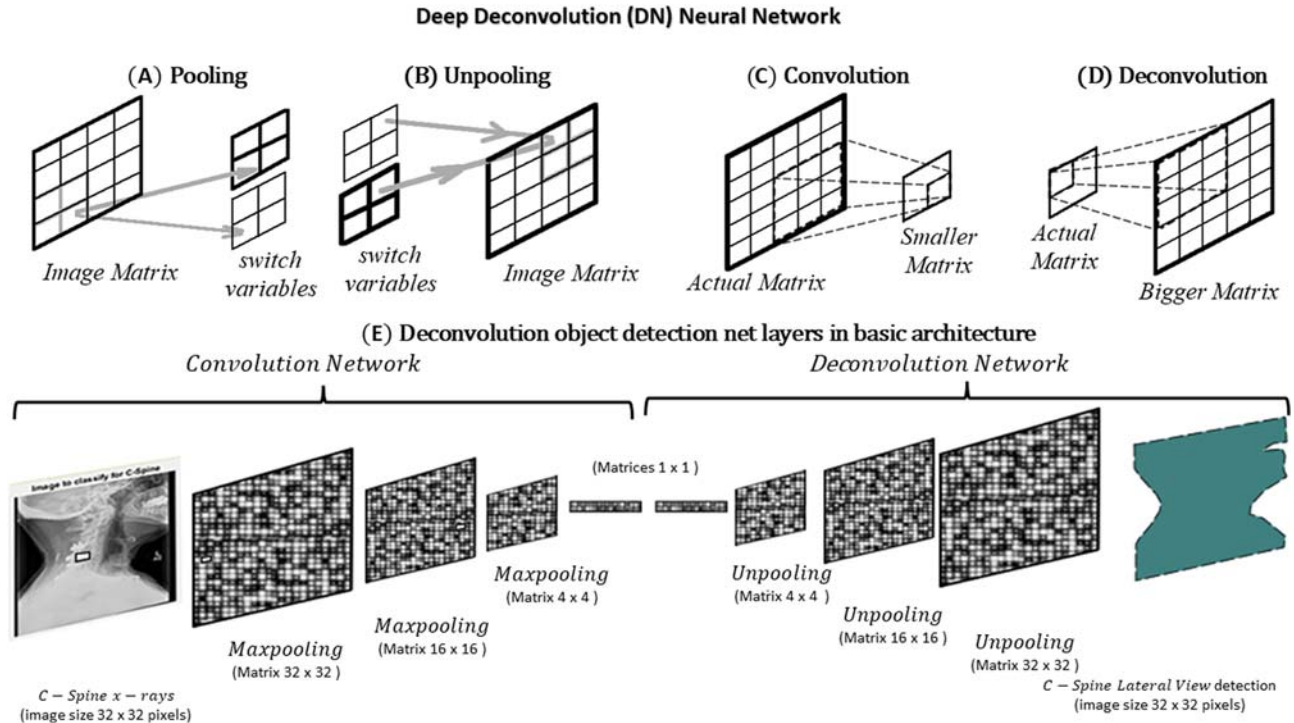 Deep Deconvolution (DN) Neural Network
(A) Pooling
(B) Unpooling
(C) Convolution
(D) Deconvolution
Image Matrix
switch
variables
switch
variables
Image Matrix
Actual Matrix
Smaller
Matrix
Actual
Matrix
Bigger Matrix
(E) Deconvolution object detection net layers in basic architecture
Convolution Network
Deconvolution Network
Image to classify for C-Spine
(Matrices 1 x 1 )
Maxpooling
(Matrix 32 x 32 )
Maxpooling
(Matrix 16 x 16 )
Maxpooling
(Matrix 4 x 4 )
Unpooling
(Matrix 4 x 4 )
Unpooling
(Matrix 16 x 16 )
Unpooling
(Matrix 32 x 32 )
C – Spine x – rays
(image size 32 x 32 pixels)
C – Spine Lateral View detection
(image size 32 x 32 pixels)